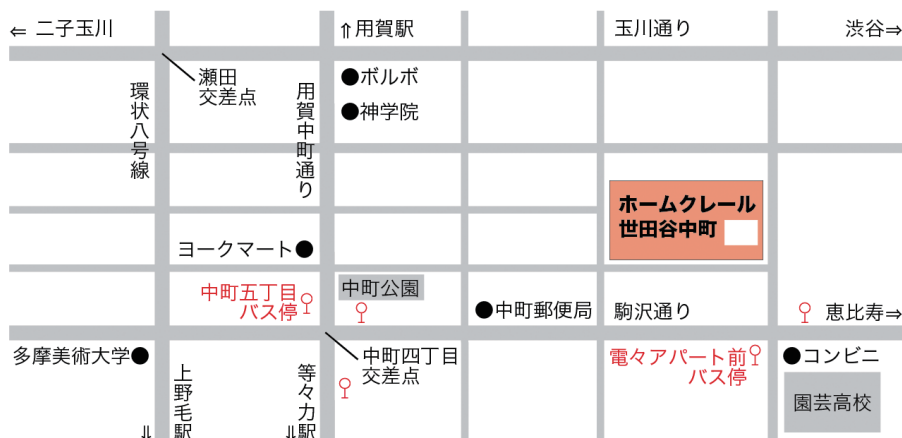 ⇐ 二子玉川
⇑用賀駅
玉川通り
渋谷⇒
瀬田
交差点
環状八号線
用賀中町通り
●ボルボ
●神学院
ホームクレール
世田谷中町
ヨークマート●
中町五丁目
バス停
中町公園
●中町郵便局
駒沢通り
恵比寿⇒
多摩美術大学●
上野毛駅
⇓
等々力駅
⇓
中町四丁目
交差点
電々アパート前
バス停
●コンビニ
園芸高校